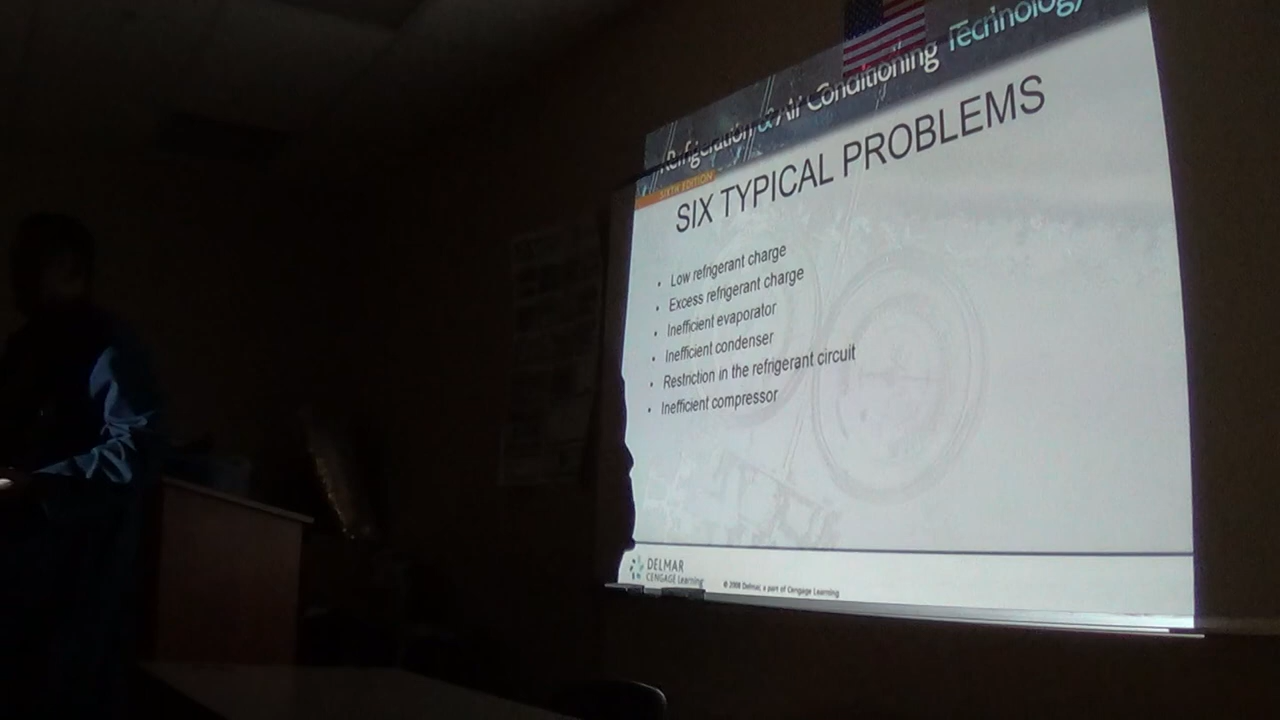 Refrigeration & Air Conditioning Technology
SIXTH EDITION
SIX TYPICAL PROBLEMS
• Low refrigerant charge
• Excess refrigerant charge
• Inefficient evaporator
• Inefficient condenser
• Restriction in the refrigerant circuit
• Inefficient compressor
DELMAR
CENGAGE Learning
© 2008 Delmar, a part of Cengage Learning